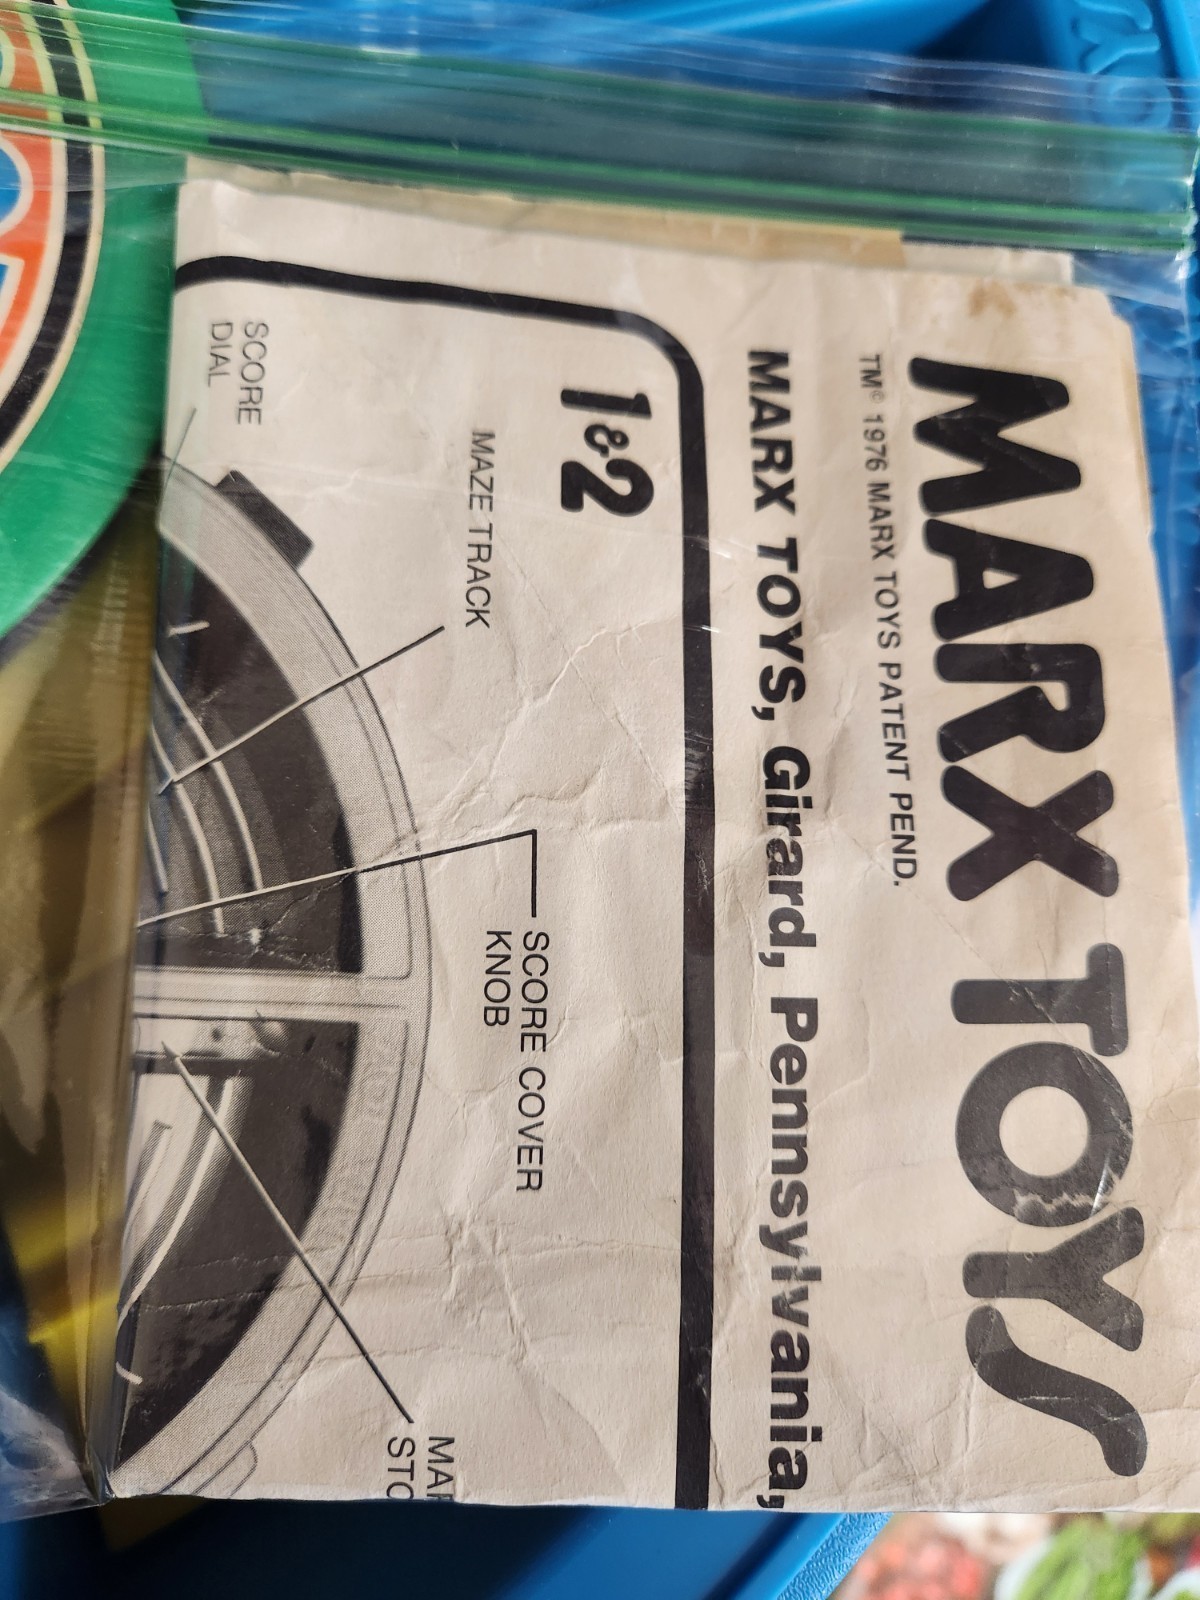 MARX TOYS
TM© 1976 MARX TOYS PATENT PEND.
MARX TOYS, Girard, Pennsylvania,
1 & 2
MAZE TRACK
SCORE
DIAL
SCORE COVER
KNOB